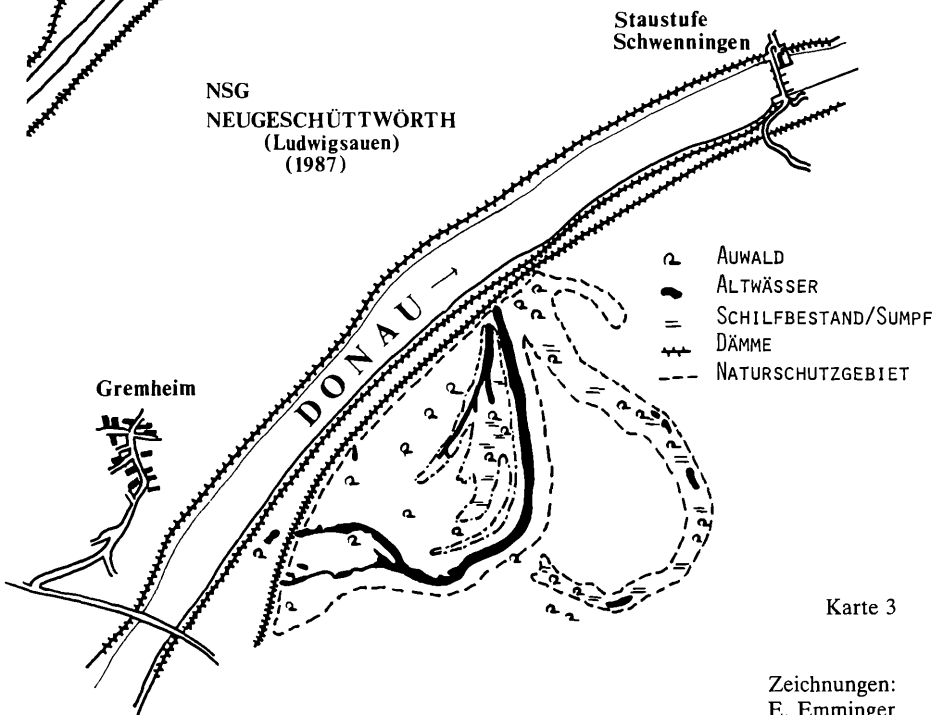 Staustufe
Schwenningen
NSG
NEUGESCHÜTTWÖRTH
(Ludwigsauen)
(1987)
AUWALD
ALTWÄSSER
SCHILFBESTAND/SUMPF
DÄMME
NATURSCHUTZGEBIET
DONAU →
Gremheim
Karte 3
Zeichnungen:
E. Emminger